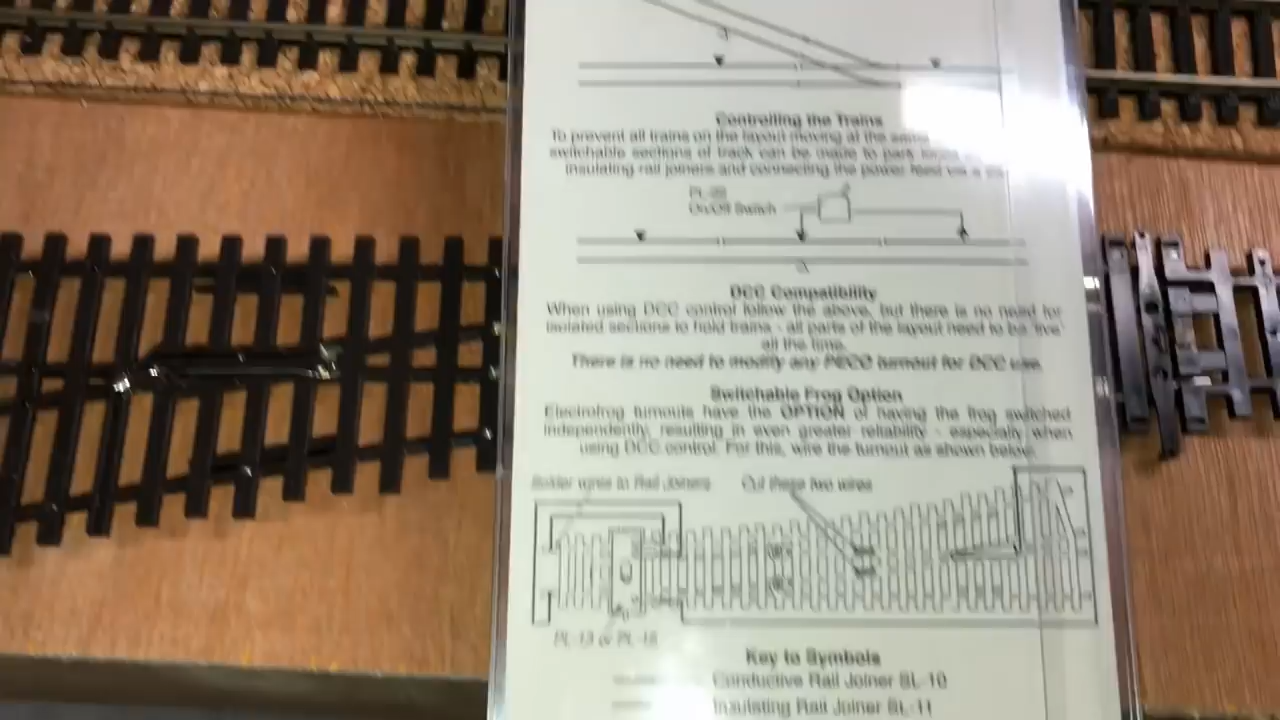 Controlling the Trains
To prevent all trains on the layout moving at the same
switchable sections of track can be made to park
insulating rail joiners and connecting the power feed via a
On/Off Switch
DCC Compatibility
When using DCC control follow the above, but there is no need for
isolated sections to hold trains - all parts of the layout need to be 'live'
all the time.
There is no need to modify any PECO turnout for DCC use.
Switchable Frog Option
Electrofrog turnouts have the OPTION of having the frog switched
independently, resulting in even greater reliability - especially when
using DCC control. For this, wire the turnout as shown below.
Solder wires to Rail Joiners
Cut these two wires
PL-13 or PL-15
Key to Symbols
Conductive Rail Joiner SL-10
Insulating Rail Joiner SL-11